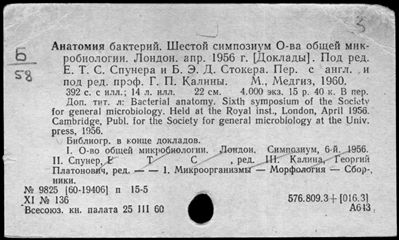 + [016]
3
Б
58
Анатомия бактерий. Шестой симпозиум О-ва общей мик-
робиологии. Лондон. апр. 1956 г. [Доклады]. Под ред.
Е. Т. С. Спунера и Б. Э. Д. Стокера. Пер. с англ. и
под ред. проф. Г. П. Калины. М., Медгиз, 1960.
392 с. с илл.; 14 л. илл. 22 см. 4.000 экз. 15 р. 40 к. В пер.
Доп. тит. л: Bacterial anatomy. Sixth symposium of the Society
for general microbiology. Held at the Royal inst., London, April 1956.
Cambridge, Publ. for the Society for general microbiology at the Univ.
press, 1956.
Библиогр. в конце докладов.
I. О-во общей микробиологии. Лондон. Симпозиум, 6-й. 1956.
II. Спунер, Е Т С , ред. III. Калина, Георгий
Платонович, ред. — — 1. Микроорганизмы — Морфология — Сбор-
ники.
№ 9825 [60-19406] п 15-5
XI № 136 576.809.3+[016.3]
Всесоюз. кн. палата 25 III 60 А643